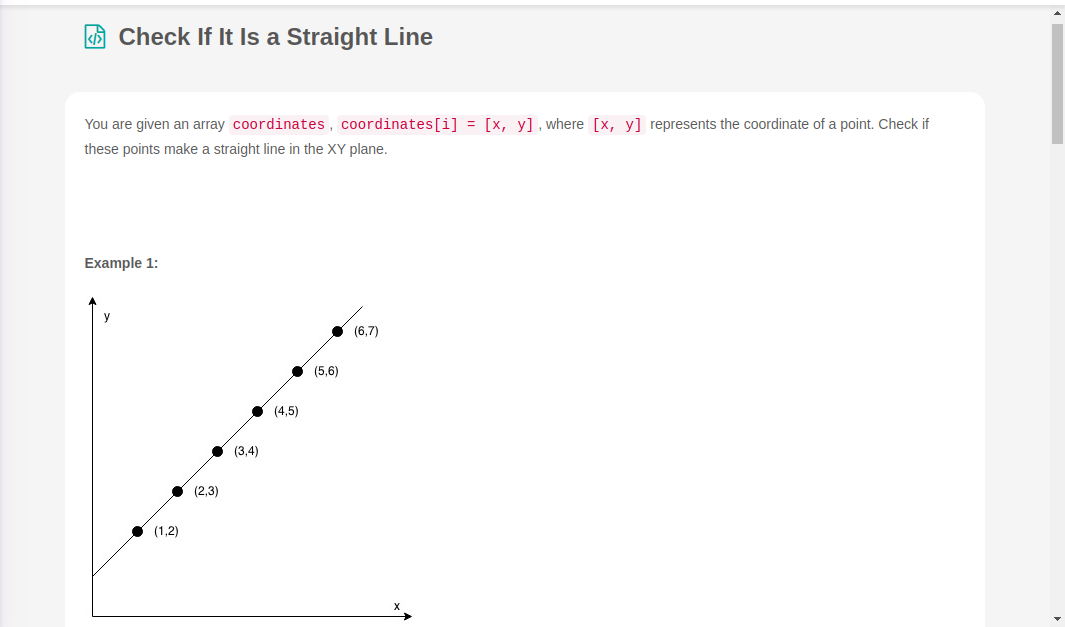 Check If It Is a Straight Line
You are given an array coordinates, coordinates[i] = [x, y], where [x, y] represents the coordinate of a point. Check if
these points make a straight line in the XY plane.
Example 1:
y
(6,7)
(5,6)
(4,5)
(3,4)
(2,3)
(1,2)
x